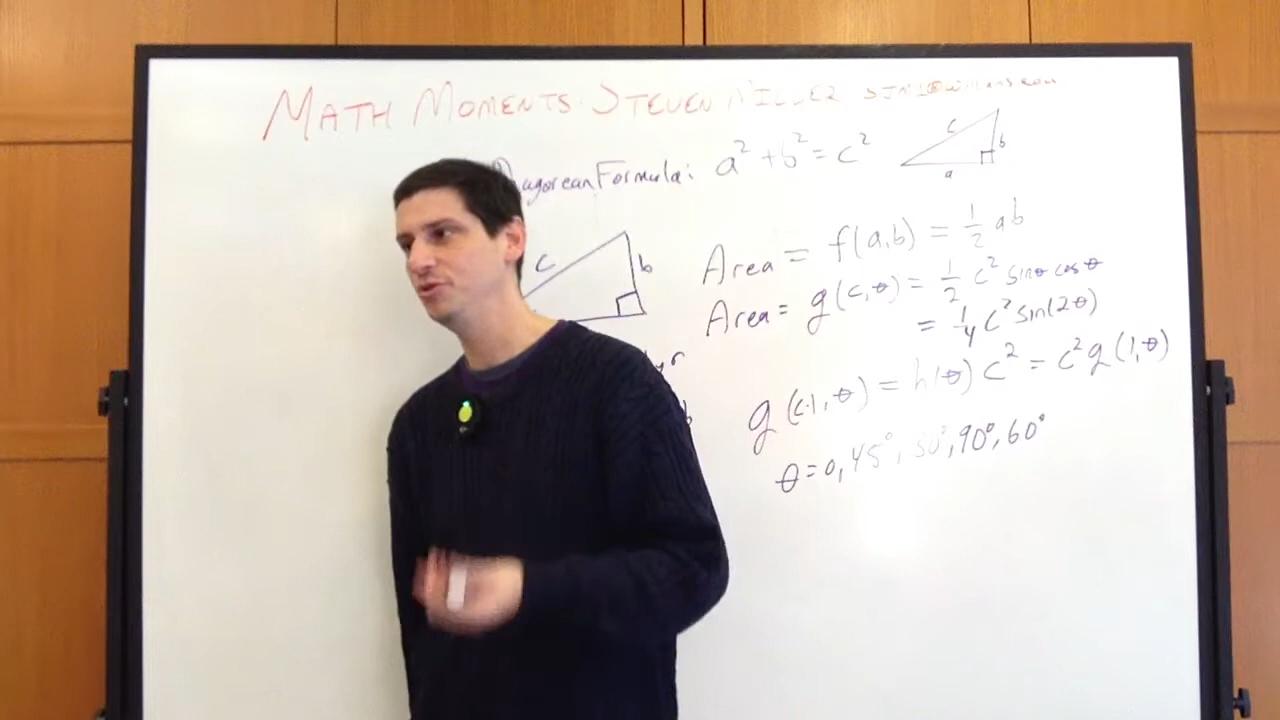 MATH MOMENTS: STEVEN MILLER SJM1@williams.edu
agorean Formula: a² + b² = c²
c
b
a
c
b
Area = f(a,b) = 1/2 ab
Area = g(c,θ) = 1/2 c² sinθ cosθ
= 1/4 c² sin(2θ)
g(c·1, θ) = h(θ) c² = c² g(1,θ)
θ = 0, 45°, 30°, 90°, 60°